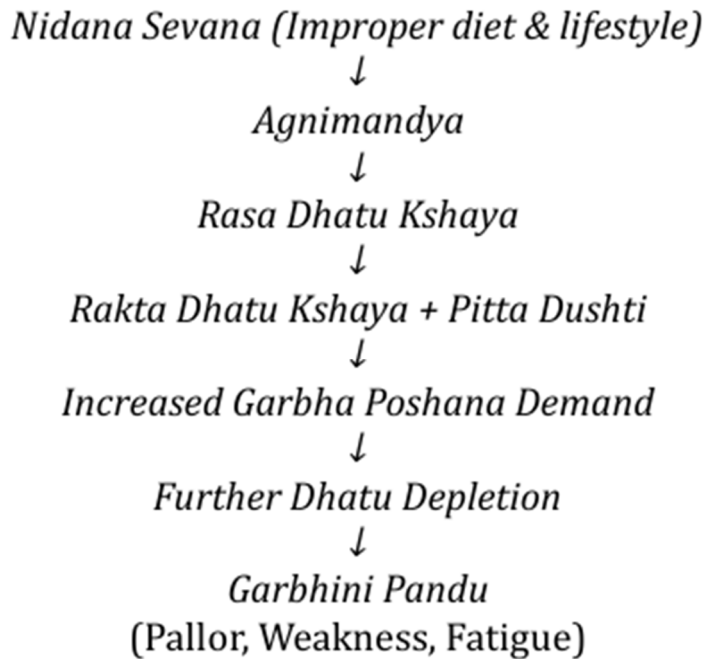 Nidana Sevana (Improper diet & lifestyle)
↓
Agnimandya
↓
Rasa Dhatu Kshaya
↓
Rakta Dhatu Kshaya + Pitta Dushti
↓
Increased Garbha Poshana Demand
↓
Further Dhatu Depletion
↓
Garbhini Pandu
(Pallor, Weakness, Fatigue)